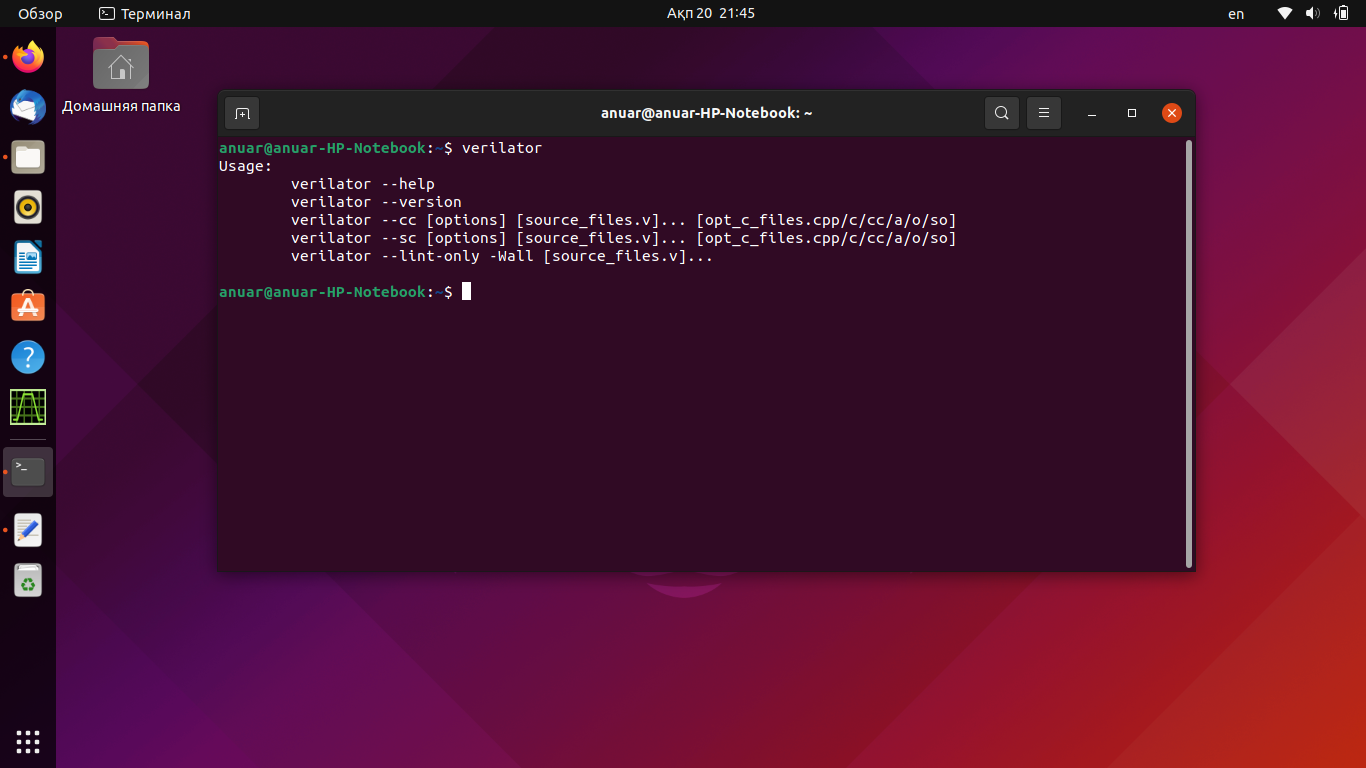 Обзор
Терминал
Ақп 20 21:45
en
Домашняя папка
anuar@anuar-HP-Notebook: ~
anuar@anuar-HP-Notebook:~$ verilator
Usage:
verilator --help
verilator --version
verilator --cc [options] [source_files.v]... [opt_c_files.cpp/c/cc/a/o/so]
verilator --sc [options] [source_files.v]... [opt_c_files.cpp/c/cc/a/o/so]
verilator --lint-only -Wall [source_files.v]...
anuar@anuar-HP-Notebook:~$